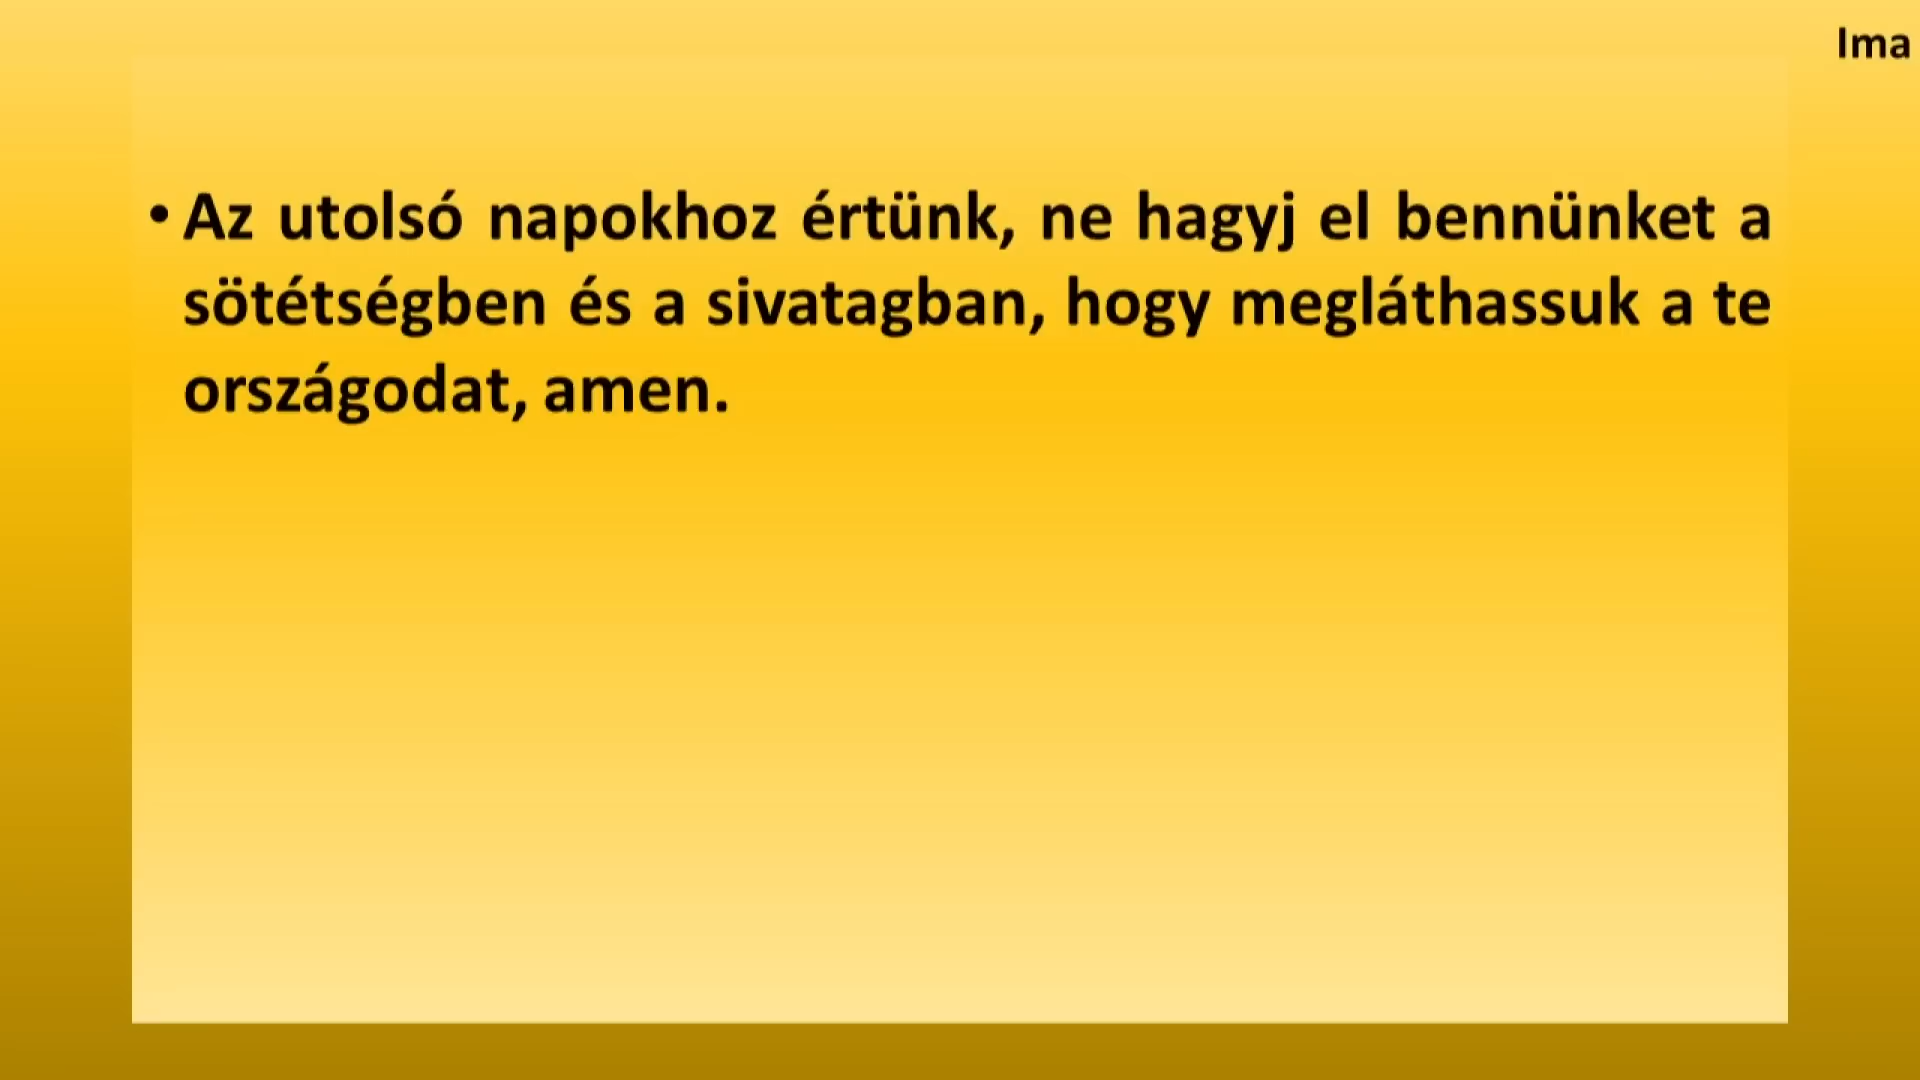 Ima
• Az utolsó napokhoz értünk, ne hagyj el bennünket a
sötétségben és a sivatagban, hogy megláthassuk a te
országodat, amen.